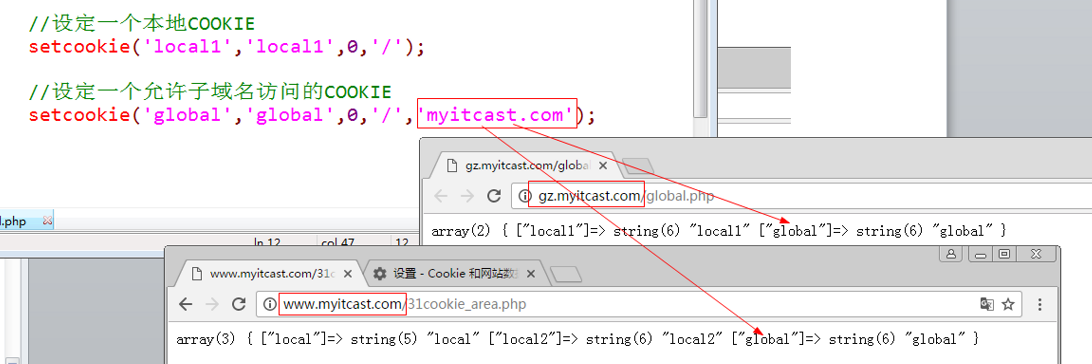 //设定一个本地COOKIE
setcookie('local1','local1',0,'/');
//设定一个允许子域名访问的COOKIE
setcookie('global','global',0,'/','myitcast.com');
l.php
ln 12 col 47 12
gz.myitcast.com/globa
gz.myitcast.com/global.php
array(2) { ["local1"]=> string(6) "local1" ["global"]=> string(6) "global" }
www.myitcast.com/31c
设置 - Cookie 和网站数据
www.myitcast.com/31cookie_area.php
array(3) { ["local"]=> string(5) "local" ["local2"]=> string(6) "local2" ["global"]=> string(6) "global" }